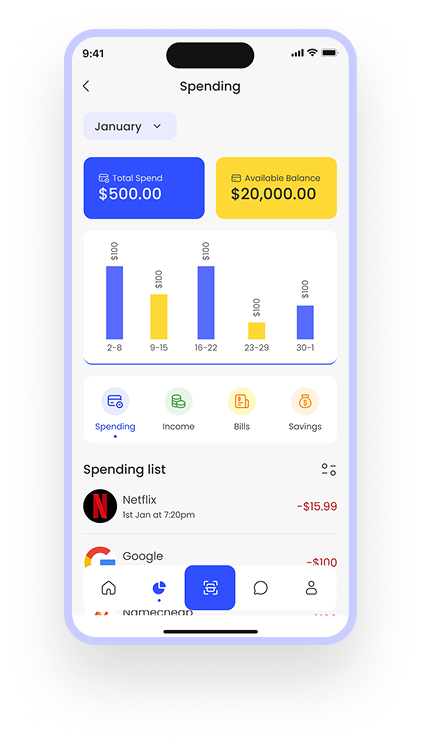 9:41
Spending
January
Total Spend
$500.00
Available Balance
$20,000.00
$100
$100
$100
$100
$100
2-8
9-15
16-22
23-29
30-1
Spending
Income
Bills
Savings
Spending list
N
Netflix
-$15.99
1st Jan at 7:20pm
G
Google
-$100
Namecheap